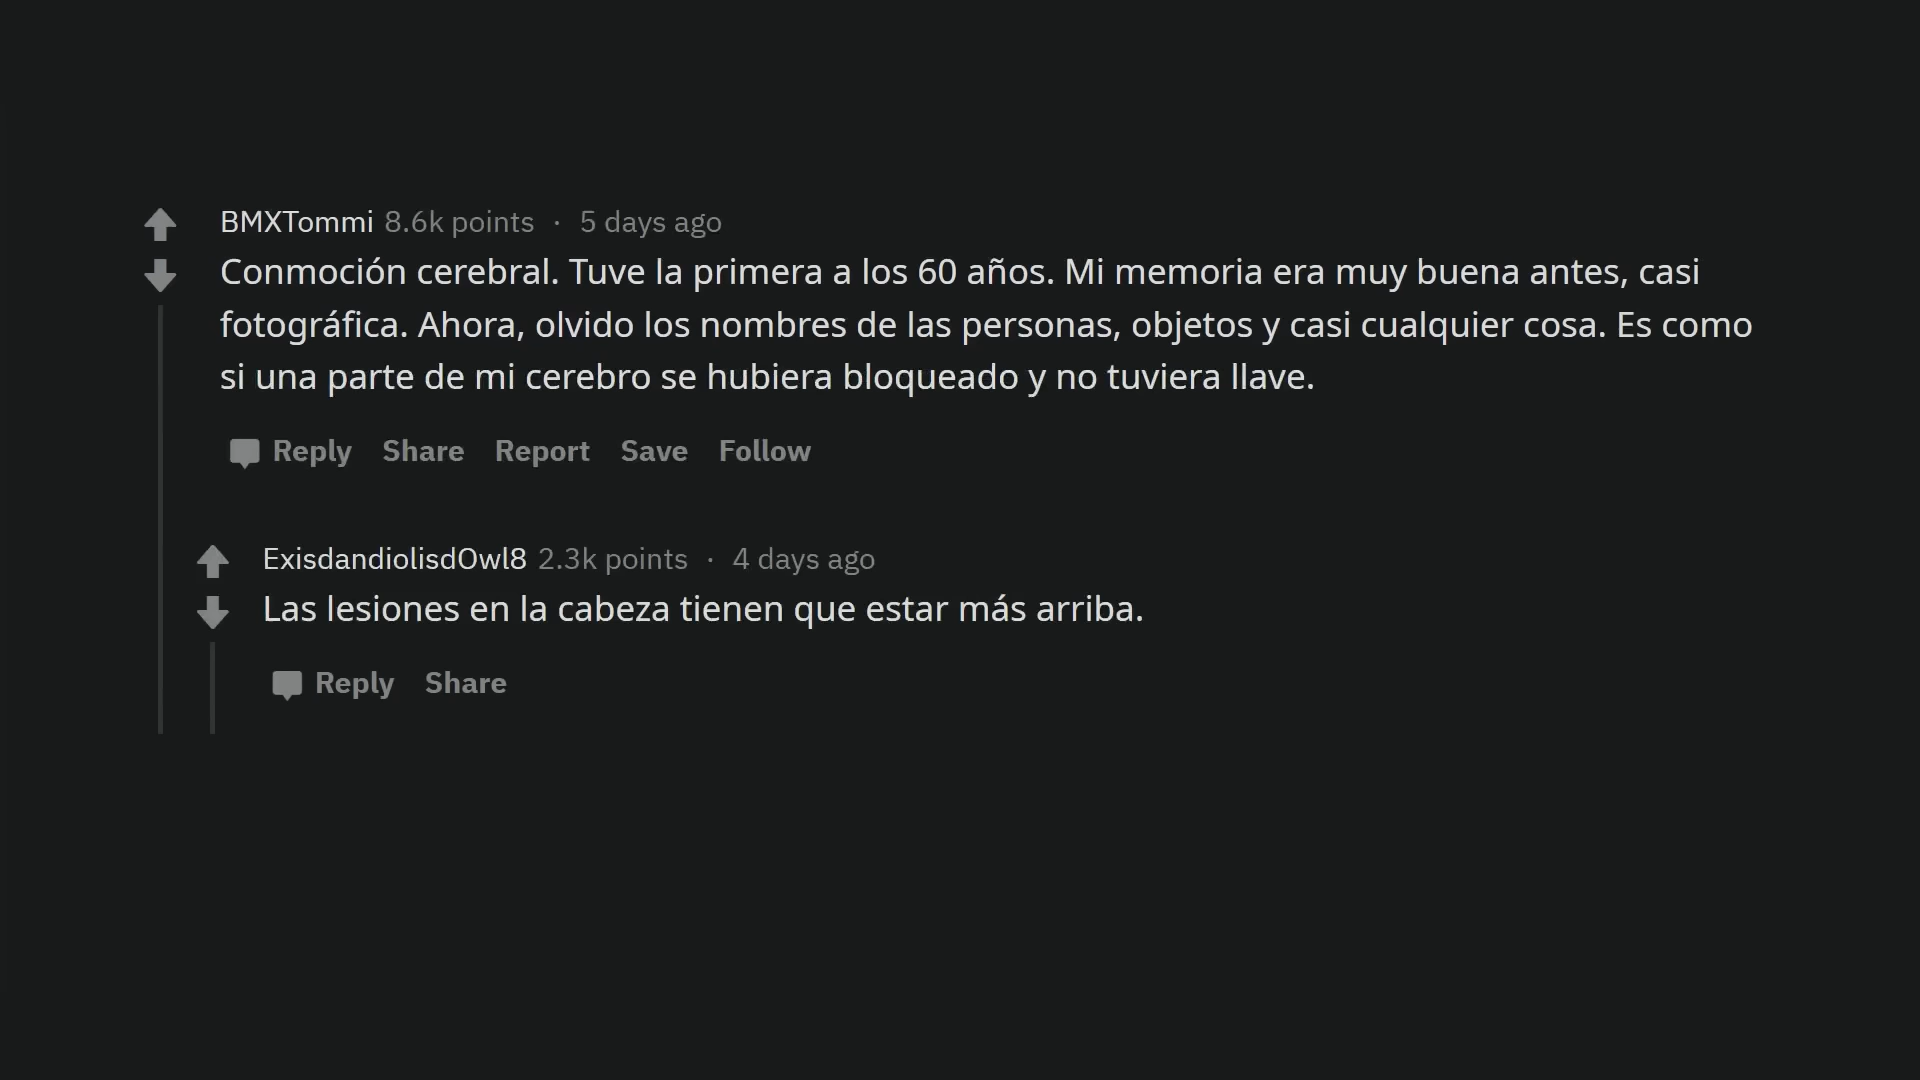 BMXTommi 8.6k points · 5 days ago
Conmoción cerebral. Tuve la primera a los 60 años. Mi memoria era muy buena antes, casi
fotográfica. Ahora, olvido los nombres de las personas, objetos y casi cualquier cosa. Es como
si una parte de mi cerebro se hubiera bloqueado y no tuviera llave.
Reply Share Report Save Follow
ExisdandiolisdOwl8 2.3k points · 4 days ago
Las lesiones en la cabeza tienen que estar más arriba.
Reply Share